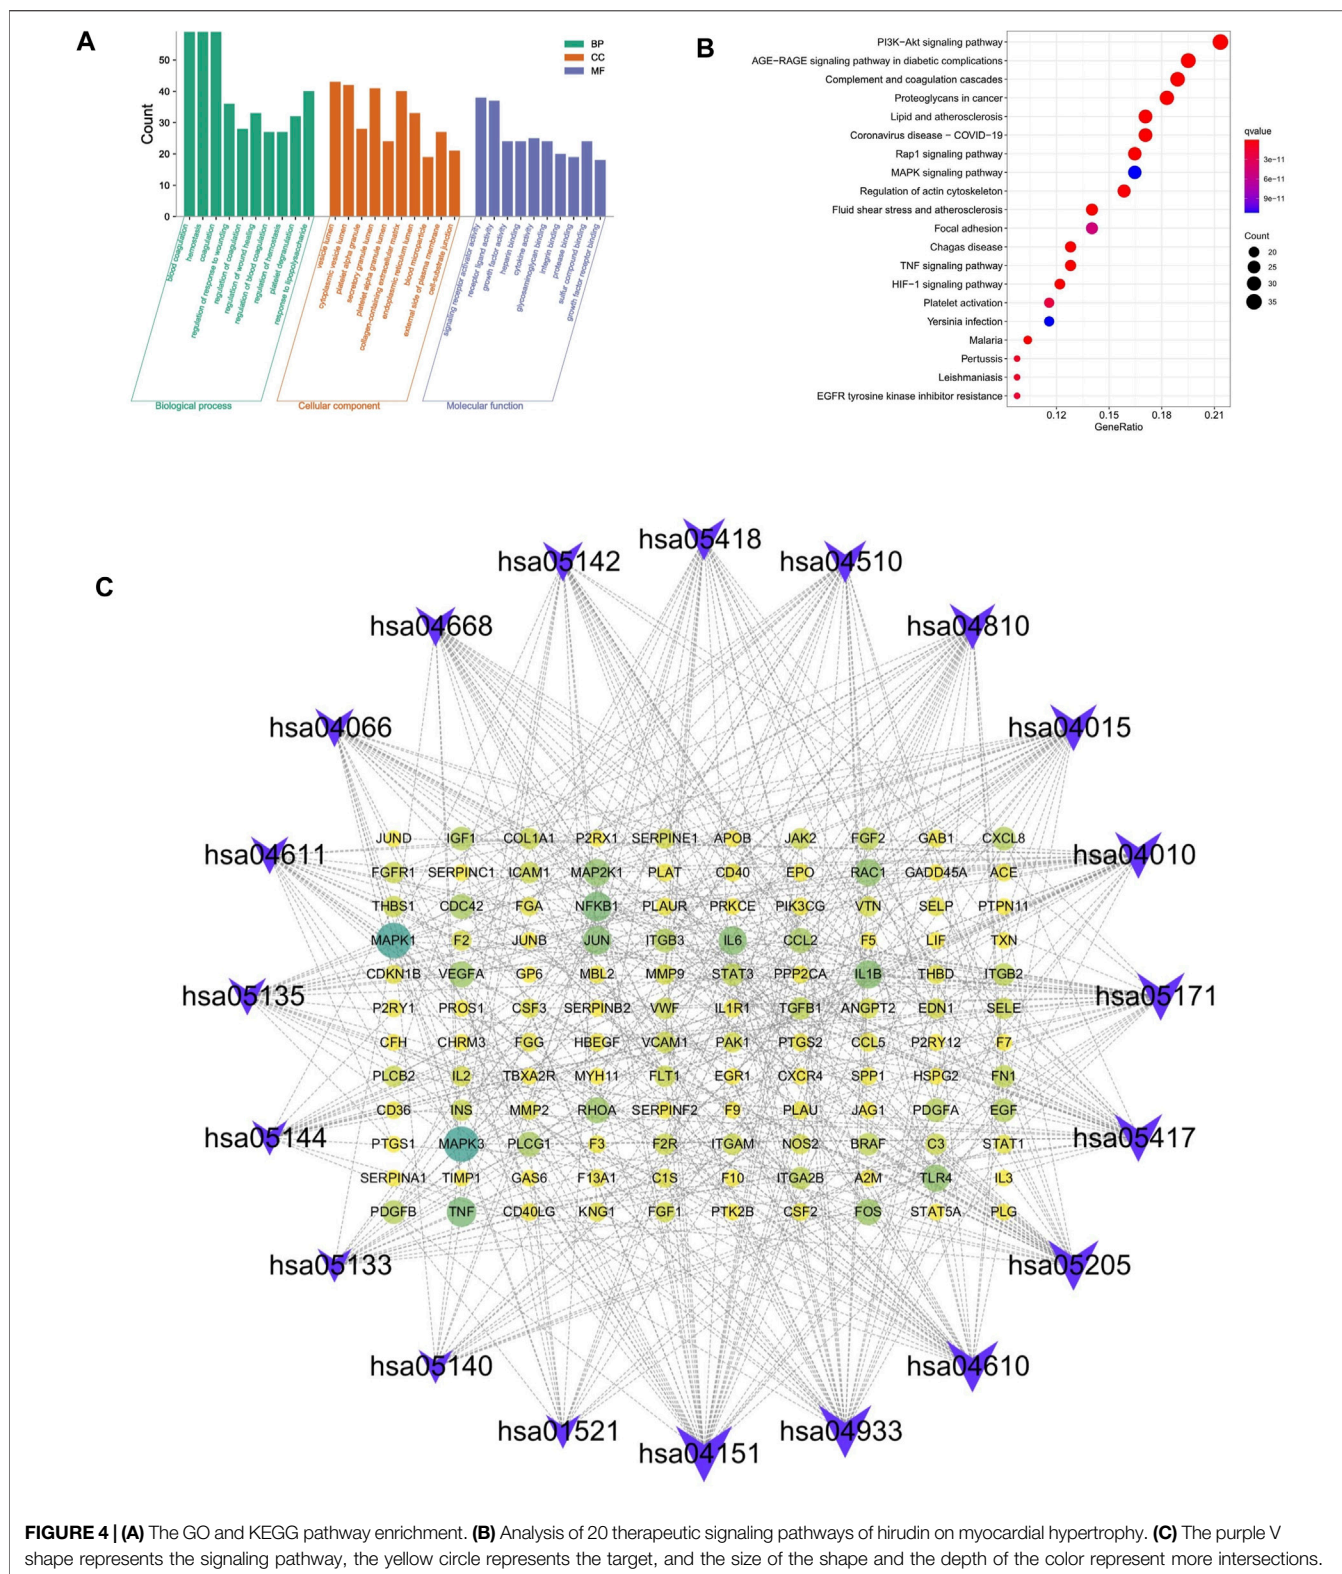 A
Count
50
40
30
20
10
0
BP
CC
MF
blood coagulation
hemostasis
coagulation
regulation of response to wounding
regulation of coagulation
regulation of wound healing
regulation of blood coagulation
regulation of hemostasis
platelet degranulation
response to lipopolysaccharide
vesicle lumen
cytoplasmic vesicle lumen
platelet alpha granule
secretory granule lumen
platelet alpha granule lumen
collagen-containing extracellular matrix
endoplasmic reticulum lumen
blood microparticle
external side of plasma membrane
cell-substrate junction
signaling receptor activator activity
receptor ligand activity
growth factor activity
heparin binding
cytokine activity
glycosaminoglycan binding
integrin binding
protease binding
sulfur compound binding
growth factor receptor binding
Biological process
Cellular component
Molecular function
B
PI3K−Akt signaling pathway
AGE−RAGE signaling pathway in diabetic complications
Complement and coagulation cascades
Proteoglycans in cancer
Lipid and atherosclerosis
Coronavirus disease − COVID−19
Rap1 signaling pathway
MAPK signaling pathway
Regulation of actin cytoskeleton
Fluid shear stress and atherosclerosis
Focal adhesion
Chagas disease
TNF signaling pathway
HIF−1 signaling pathway
Platelet activation
Yersinia infection
Malaria
Pertussis
Leishmaniasis
EGFR tyrosine kinase inhibitor resistance
0.12 0.15 0.18 0.21
GeneRatio
qvalue
3e−11
6e−11
9e−11
Count
20
25
30
35
C
hsa05418
hsa05142 hsa04510
hsa04668 hsa04810
hsa04066 hsa04015
hsa04611 hsa04010
hsa05135 hsa05171
hsa05144 hsa05417
hsa05133 hsa05205
hsa05140 hsa04610
hsa01521 hsa04933
hsa04151
JUND IGF1 COL1A1 P2RX1 SERPINE1 APOB JAK2 FGF2 GAB1 CXCL8
FGFR1 SERPINC1 ICAM1 MAP2K1 PLAT CD40 EPO RAC1 GADD45A ACE
THBS1 CDC42 FGA NFKB1 PLAUR PRKCE PIK3CG VTN SELP PTPN11
MAPK1 F2 JUNB JUN ITGB3 IL6 CCL2 F5 LIF TXN
CDKN1B VEGFA GP6 MBL2 MMP9 STAT3 PPP2CA IL1B THBD ITGB2
P2RY1 PROS1 CSF3 SERPINB2 VWF IL1R1 TGFB1 ANGPT2 EDN1 SELE
CFH CHRM3 FGG HBEGF VCAM1 PAK1 PTGS2 CCL5 P2RY12 F7
PLCB2 IL2 TBXA2R MYH11 FLT1 EGR1 CXCR4 SPP1 HSPG2 FN1
CD36 INS MMP2 RHOA SERPINF2 F9 PLAU JAG1 PDGFA EGF
PTGS1 MAPK3 PLCG1 F3 F2R ITGAM NOS2 BRAF C3 STAT1
SERPINA1 TIMP1 GAS6 F13A1 C1S F10 ITGA2B A2M TLR4 IL3
PDGFB TNF CD40LG KNG1 FGF1 PTK2B CSF2 FOS STAT5A PLG
FIGURE 4 | (A) The GO and KEGG pathway enrichment. (B) Analysis of 20 therapeutic signaling pathways of hirudin on myocardial hypertrophy. (C) The purple V
shape represents the signaling pathway, the yellow circle represents the target, and the size of the shape and the depth of the color represent more intersections.